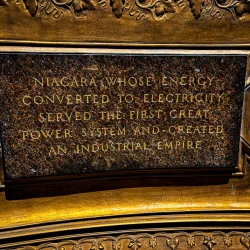 NIAGARA, WHOSE ENERGY
CONVERTED TO ELECTRICITY
SERVED THE FIRST GREAT
POWER SYSTEM AND CREATED
AN INDUSTRIAL EMPIRE